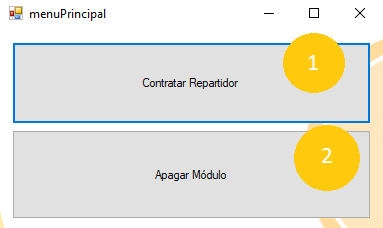 menuPrincipal
Contratar Repartidor
1
Apagar Módulo
2